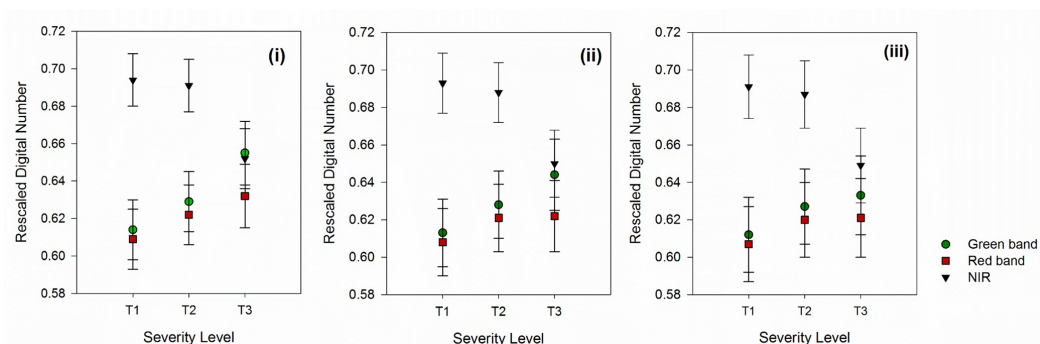 (i)
Rescaled Digital Number
0.72
0.70
0.68
0.66
0.64
0.62
0.60
0.58
T1 T2 T3
Severity Level
(ii)
Rescaled Digital Number
0.72
0.70
0.68
0.66
0.64
0.62
0.60
0.58
T1 T2 T3
Severity Level
(iii)
Rescaled Digital Number
0.72
0.70
0.68
0.66
0.64
0.62
0.60
0.58
T1 T2 T3
Severity Level
Green band
Red band
NIR